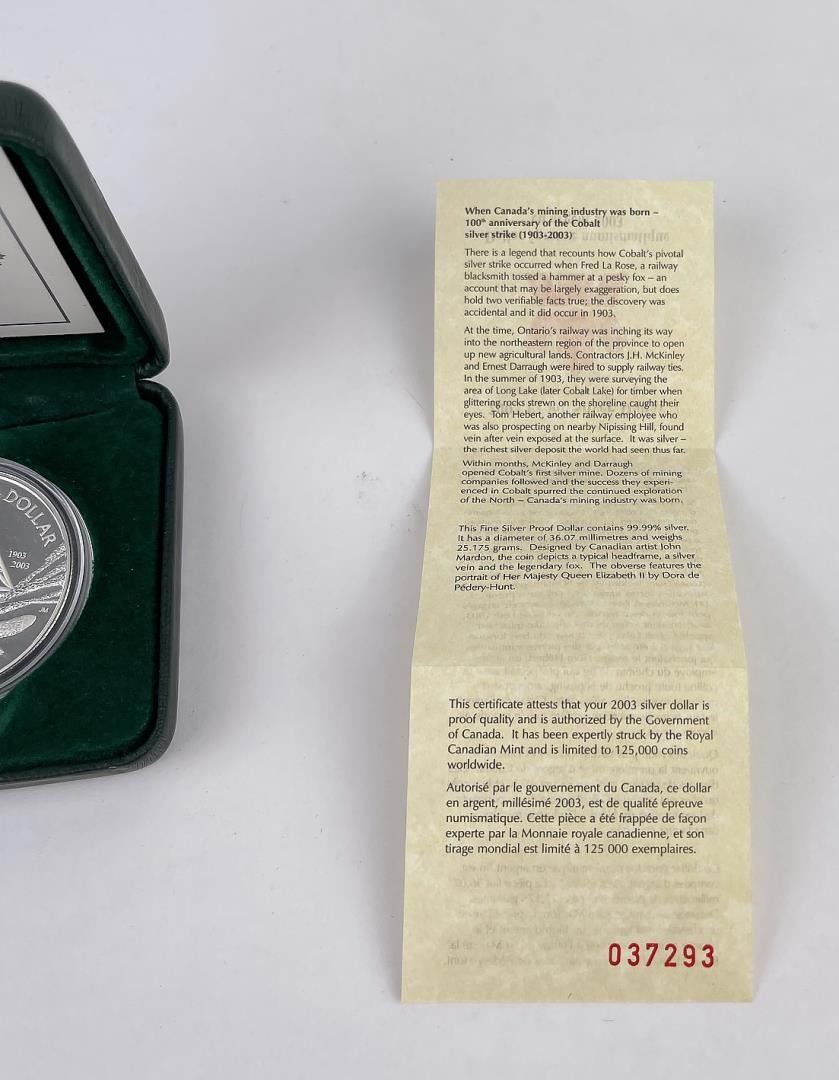 DOLLAR
1903
2003
JM
When Canada's mining industry was born –
100th anniversary of the Cobalt
silver strike (1903-2003)
There is a legend that recounts how Cobalt's pivotal
silver strike occurred when Fred La Rose, a railway
blacksmith tossed a hammer at a pesky fox – an
account that may be largely exaggeration, but does
hold two verifiable facts true; the discovery was
accidental and it did occur in 1903.
At the time, Ontario's railway was inching its way
into the northeastern region of the province to open
up new agricultural lands. Contractors J.H. McKinley
and Ernest Darraugh were hired to supply railway ties.
In the summer of 1903, they were surveying the
area of Long Lake (later Cobalt Lake) for timber when
glittering rocks strewn on the shoreline caught their
eyes. Tom Hebert, another railway employee who
was also prospecting on nearby Nipissing Hill, found
vein after vein exposed at the surface. It was silver –
the richest silver deposit the world had seen thus far.
Within months, McKinley and Darraugh
opened Cobalt's first silver mine. Dozens of mining
companies followed and the success they experi-
enced in Cobalt spurred the continued exploration
of the North – Canada's mining industry was born.
This Fine Silver Proof Dollar contains 99.99% silver.
It has a diameter of 36.07 millimetres and weighs
25.175 grams. Designed by Canadian artist John
Mardon, the coin depicts a typical headframe, a silver
vein and the legendary fox. The obverse features the
portrait of Her Majesty Queen Elizabeth II by Dora de
Pédery-Hunt.
This certificate attests that your 2003 silver dollar is
proof quality and is authorized by the Government
of Canada. It has been expertly struck by the Royal
Canadian Mint and is limited to 125,000 coins
worldwide.
Autorisé par le gouvernement du Canada, ce dollar
en argent, millésimé 2003, est de qualité épreuve
numismatique. Cette pièce a été frappée de façon
experte par la Monnaie royale canadienne, et son
tirage mondial est limité à 125 000 exemplaires.
037293